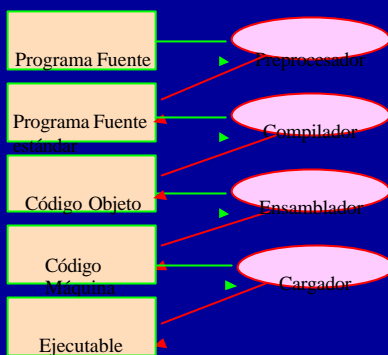 Programa Fuente
Preprocesador
Programa Fuente
estándar
Compilador
Código Objeto
Ensamblador
Código
Máquina
Cargador
Ejecutable